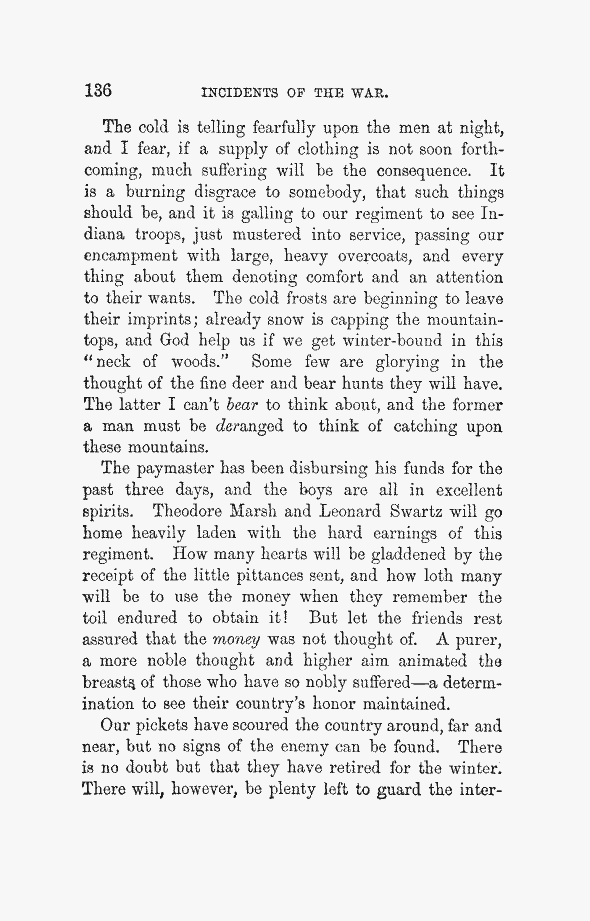 136 INCIDENTS OF THE WAR.
The cold is telling fearfully upon the men at night,
and I fear, if a supply of clothing is not soon forth-
coming, much suffering will be the consequence. It
is a burning disgrace to somebody, that such things
should be, and it is galling to our regiment to see In-
diana troops, just mustered into service, passing our
encampment with large, heavy overcoats, and every
thing about them denoting comfort and an attention
to their wants. The cold frosts are beginning to leave
their imprints; already snow is capping the mountain-
tops, and God help us if we get winter-bound in this
"neck of woods." Some few are glorying in the
thought of the fine deer and bear hunts they will have.
The latter I can't bear to think about, and the former
a man must be deranged to think of catching upon
these mountains.
The paymaster has been disbursing his funds for the
past three days, and the boys are all in excellent
spirits. Theodore Marsh and Leonard Swartz will go
home heavily laden with the hard earnings of this
regiment. How many hearts will be gladdened by the
receipt of the little pittances sent, and how loth many
will be to use the money when they remember the
toil endured to obtain it! But let the friends rest
assured that the money was not thought of. A purer,
a more noble thought and higher aim animated the
breasts of those who have so nobly suffered—a determ-
ination to see their country's honor maintained.
Our pickets have scoured the country around, far and
near, but no signs of the enemy can be found. There
is no doubt but that they have retired for the winter.
There will, however, be plenty left to guard the inter-